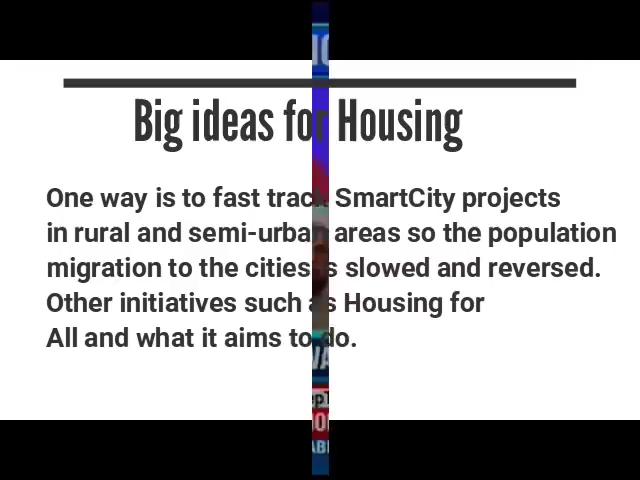 Big ideas for Housing
One way is to fast track SmartCity projects
in rural and semi-urban areas so the population
migration to the cities is slowed and reversed.
Other initiatives such as Housing for
All and what it aims to do.